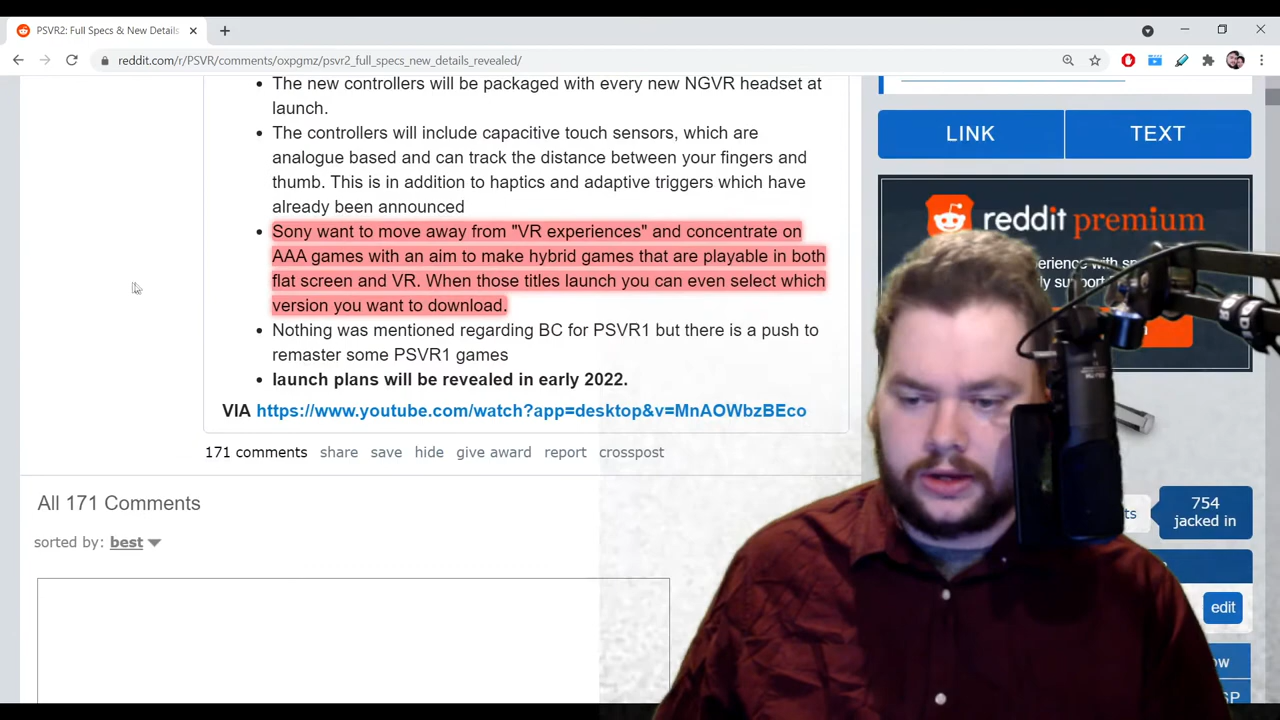 PSVR2: Full Specs & New Details
reddit.com/r/PSVR/comments/oxpgmz/psvr2_full_specs_new_details_revealed/
The new controllers will be packaged with every new NGVR headset at
launch.
The controllers will include capacitive touch sensors, which are
analogue based and can track the distance between your fingers and
thumb. This is in addition to haptics and adaptive triggers which have
already been announced
Sony want to move away from "VR experiences" and concentrate on
AAA games with an aim to make hybrid games that are playable in both
flat screen and VR. When those titles launch you can even select which
version you want to download.
Nothing was mentioned regarding BC for PSVR1 but there is a push to
remaster some PSVR1 games
launch plans will be revealed in early 2022.
VIA https://www.youtube.com/watch?app=desktop&v=MnAOWbzBEco
171 comments share save hide give award report crosspost
All 171 Comments
sorted by: best
LINK TEXT
reddit premium
754
jacked in
edit